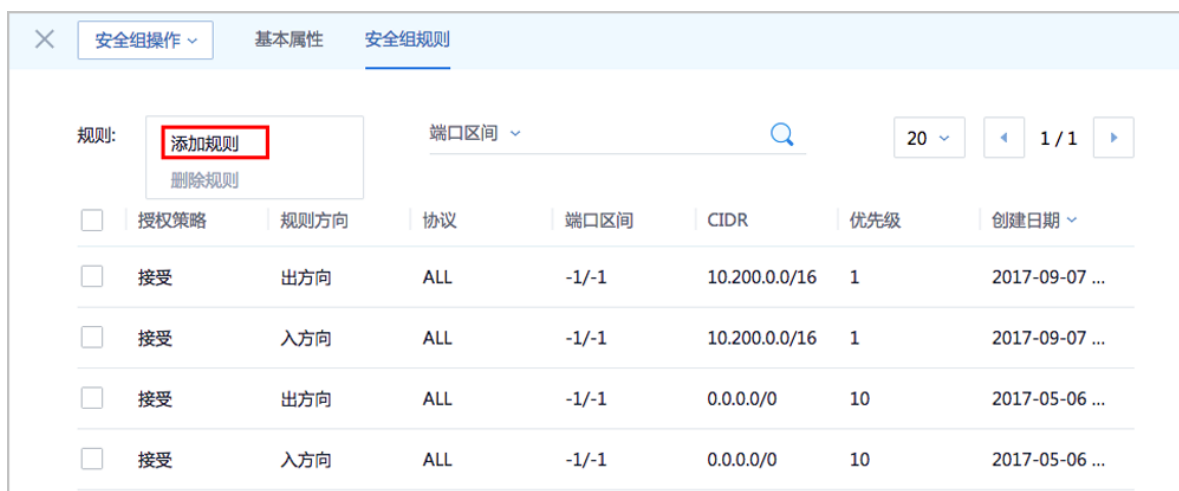 安全组操作 基本属性 安全组规则
规则: 添加规则 端口区间 20 1 / 1
删除规则
授权策略 规则方向 协议 端口区间 CIDR 优先级 创建日期
接受 出方向 ALL -1/-1 10.200.0.0/16 1 2017-09-07 ...
接受 入方向 ALL -1/-1 10.200.0.0/16 1 2017-09-07 ...
接受 出方向 ALL -1/-1 0.0.0.0/0 10 2017-05-06 ...
接受 入方向 ALL -1/-1 0.0.0.0/0 10 2017-05-06 ...